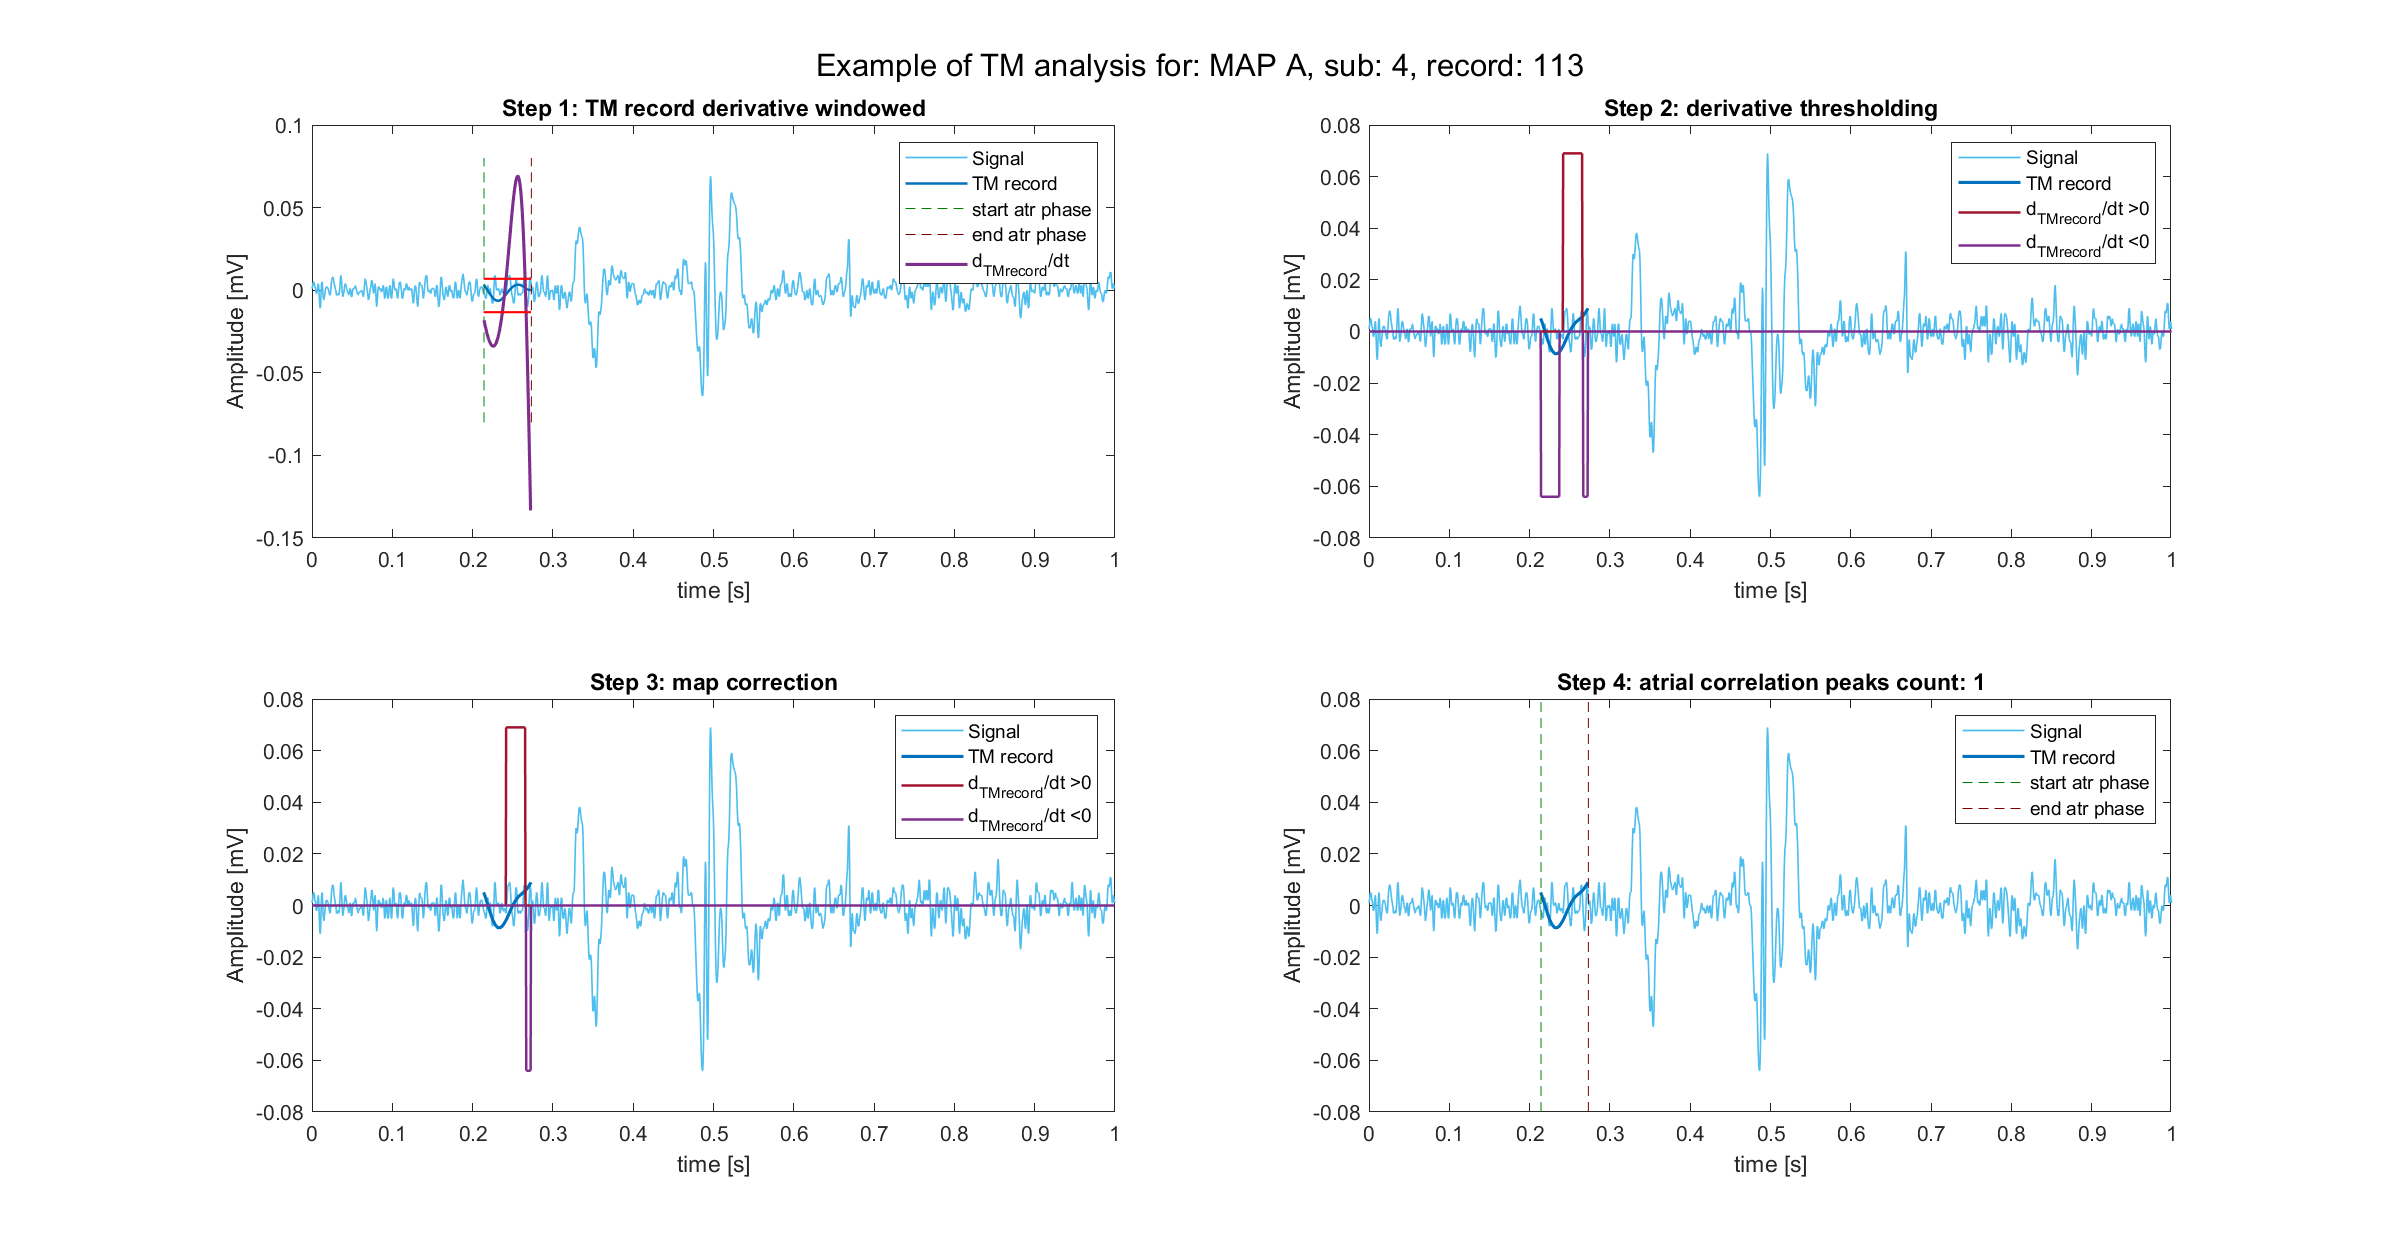 Example of TM analysis for: MAP A, sub: 4, record: 113
Step 1: TM record derivative windowed
0.1
0.05
0
-0.05
-0.1
-0.15
Amplitude [mV]
0 0.1 0.2 0.3 0.4 0.5 0.6 0.7 0.8 0.9 1
time [s]
Signal
TM record
start atr phase
end atr phase
dTMrecord/dt
Step 2: derivative thresholding
0.08
0.06
0.04
0.02
0
-0.02
-0.04
-0.06
-0.08
Amplitude [mV]
0 0.1 0.2 0.3 0.4 0.5 0.6 0.7 0.8 0.9 1
time [s]
Signal
TM record
dTMrecord/dt >0
dTMrecord/dt <0
Step 3: map correction
0.08
0.06
0.04
0.02
0
-0.02
-0.04
-0.06
-0.08
Amplitude [mV]
0 0.1 0.2 0.3 0.4 0.5 0.6 0.7 0.8 0.9 1
time [s]
Signal
TM record
dTMrecord/dt >0
dTMrecord/dt <0
Step 4: atrial correlation peaks count: 1
0.08
0.06
0.04
0.02
0
-0.02
-0.04
-0.06
-0.08
Amplitude [mV]
0 0.1 0.2 0.3 0.4 0.5 0.6 0.7 0.8 0.9 1
time [s]
Signal
TM record
start atr phase
end atr phase